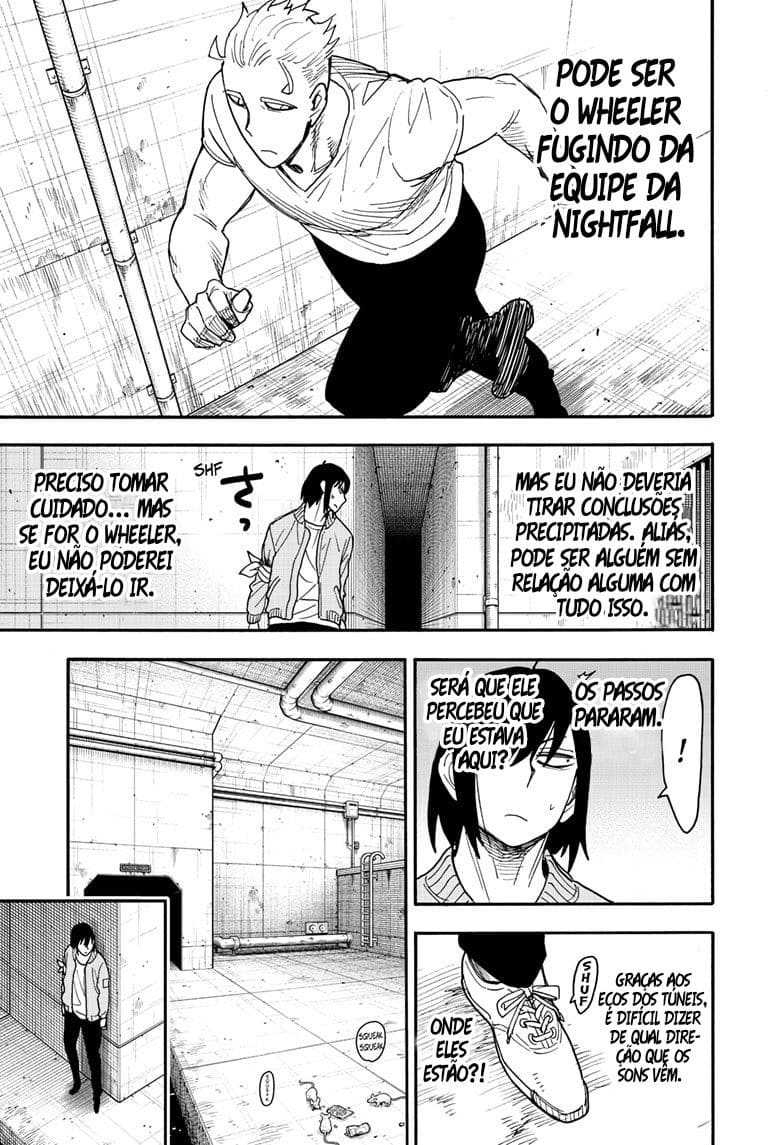 PODE SER
O WHEELER
FUGINDO DA
EQUIPE DA
NIGHTFALL.
MAS EU NÃO DEVERIA
TIRAR CONCLUSÕES
PRECIPITADAS. ALIÁS,
PODE SER ALGUÉM SEM
RELAÇÃO ALGUMA COM
TUDO ISSO.
SHF
PRECISO TOMAR
CUIDADO... MAS
SE FOR O WHEELER,
EU NÃO PODEREI
DEIXÁ-LO IR.
!
OS PASSOS
PARARAM.
SERÁ QUE ELE
PERCEBEU QUE
EU ESTAVA
AQUI?
SHUF
GRAÇAS AOS
ECOS DOS TÚNEIS,
É DIFÍCIL DIZER
DE QUAL DIRE-
ÇÃO QUE OS
SONS VÊM.
ONDE
ELES
ESTÃO?!
SQUEAK
SQUEAK
SQUEAK